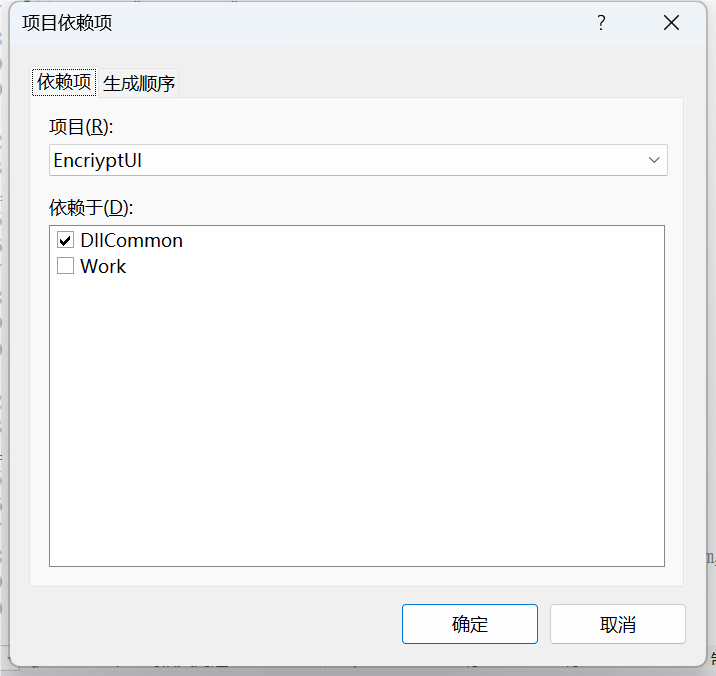 项目依赖项
?
依赖项 生成顺序
项目(R):
EncriyptUI
依赖于(D):
DllCommon
Work
确定 取消